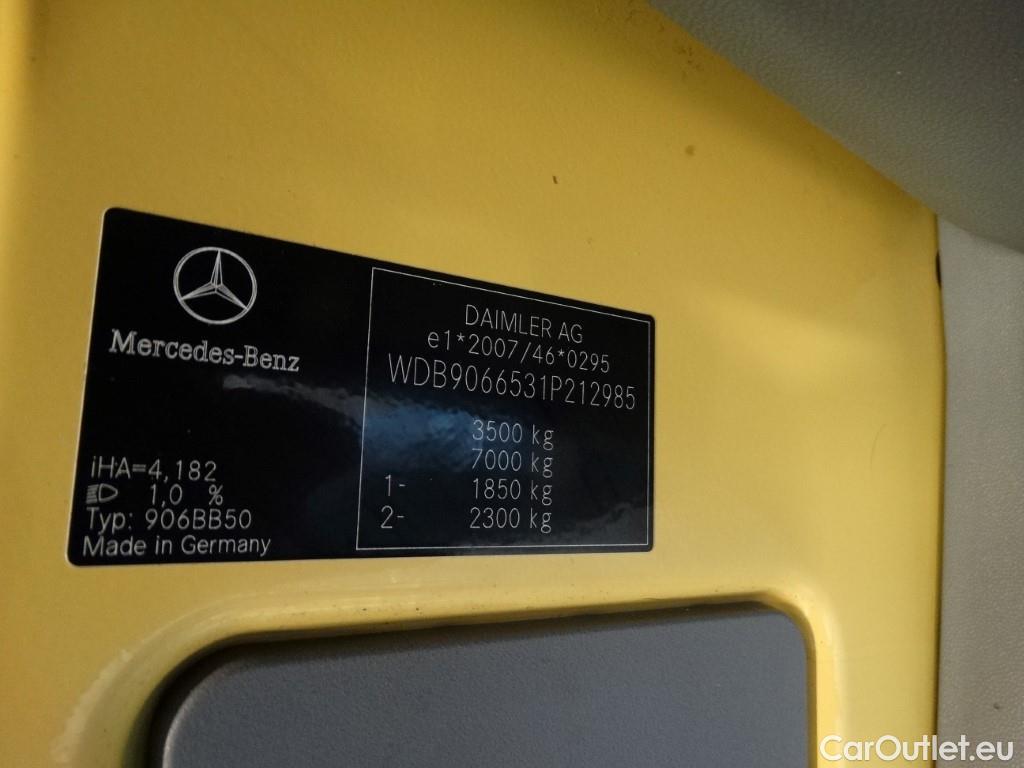 Mercedes-Benz
iHA=4,182
1,0 %
Typ: 906BB50
Made in Germany
DAIMLER AG
e1*2007/46*0295
WDB9066531P212985
3500 kg
7000 kg
1- 1850 kg
2- 2300 kg
CarOutlet.eu